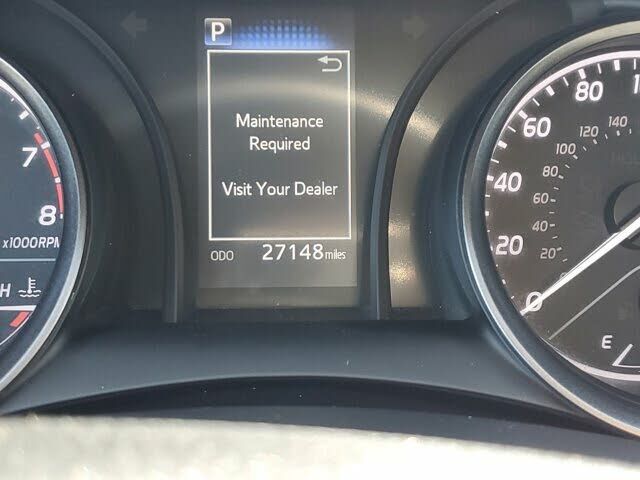 P
Maintenance
Required
Visit Your Dealer
ODO 27148 miles
7
8
x1000RPM
H
80
60
40
20
0
140
120
100
80
60
40
20
E